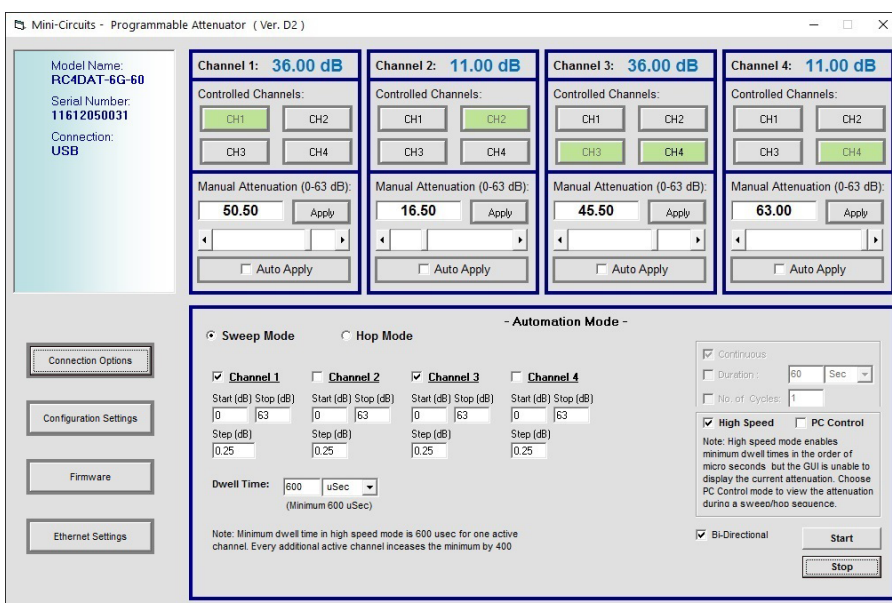 Mini-Circuits - Programmable Attenuator ( Ver. D2 )
Model Name:
RC4DAT-6G-60
Serial Number:
11612050031
Connection:
USB
Channel 1: 36.00 dB
Controlled Channels:
CH1 CH2
CH3 CH4
Manual Attenuation (0-63 dB):
50.50 Apply
Auto Apply
Channel 2: 11.00 dB
Controlled Channels:
CH1 CH2
CH3 CH4
Manual Attenuation (0-63 dB):
16.50 Apply
Auto Apply
Channel 3: 36.00 dB
Controlled Channels:
CH1 CH2
CH3 CH4
Manual Attenuation (0-63 dB):
45.50 Apply
Auto Apply
Channel 4: 11.00 dB
Controlled Channels:
CH1 CH2
CH3 CH4
Manual Attenuation (0-63 dB):
63.00 Apply
Auto Apply
Connection Options
Configuration Settings
Firmware
Ethernet Settings
- Automation Mode -
Sweep Mode Hop Mode
Channel 1 Channel 2 Channel 3 Channel 4
Start (dB) Stop (dB) Start (dB) Stop (dB) Start (dB) Stop (dB) Start (dB) Stop (dB)
0 63 0 63 0 63 0 63
Step (dB) Step (dB) Step (dB) Step (dB)
0.25 0.25 0.25 0.25
Dwell Time: 600 uSec
(Minimum 600 uSec)
Note: Minimum dwell time in high speed mode is 600 usec for one active
channel. Every additional active channel inceases the minimum by 400
Continuous
Duration : 60 Sec
No. of Cycles: 1
High Speed PC Control
Note: High speed mode enables
minimum dwell times in the order of
micro seconds but the GUI is unable to
display the current attenuation. Choose
PC Control mode to view the attenuation
during a sweep/hop sequence.
Bi-Directional Start
Stop